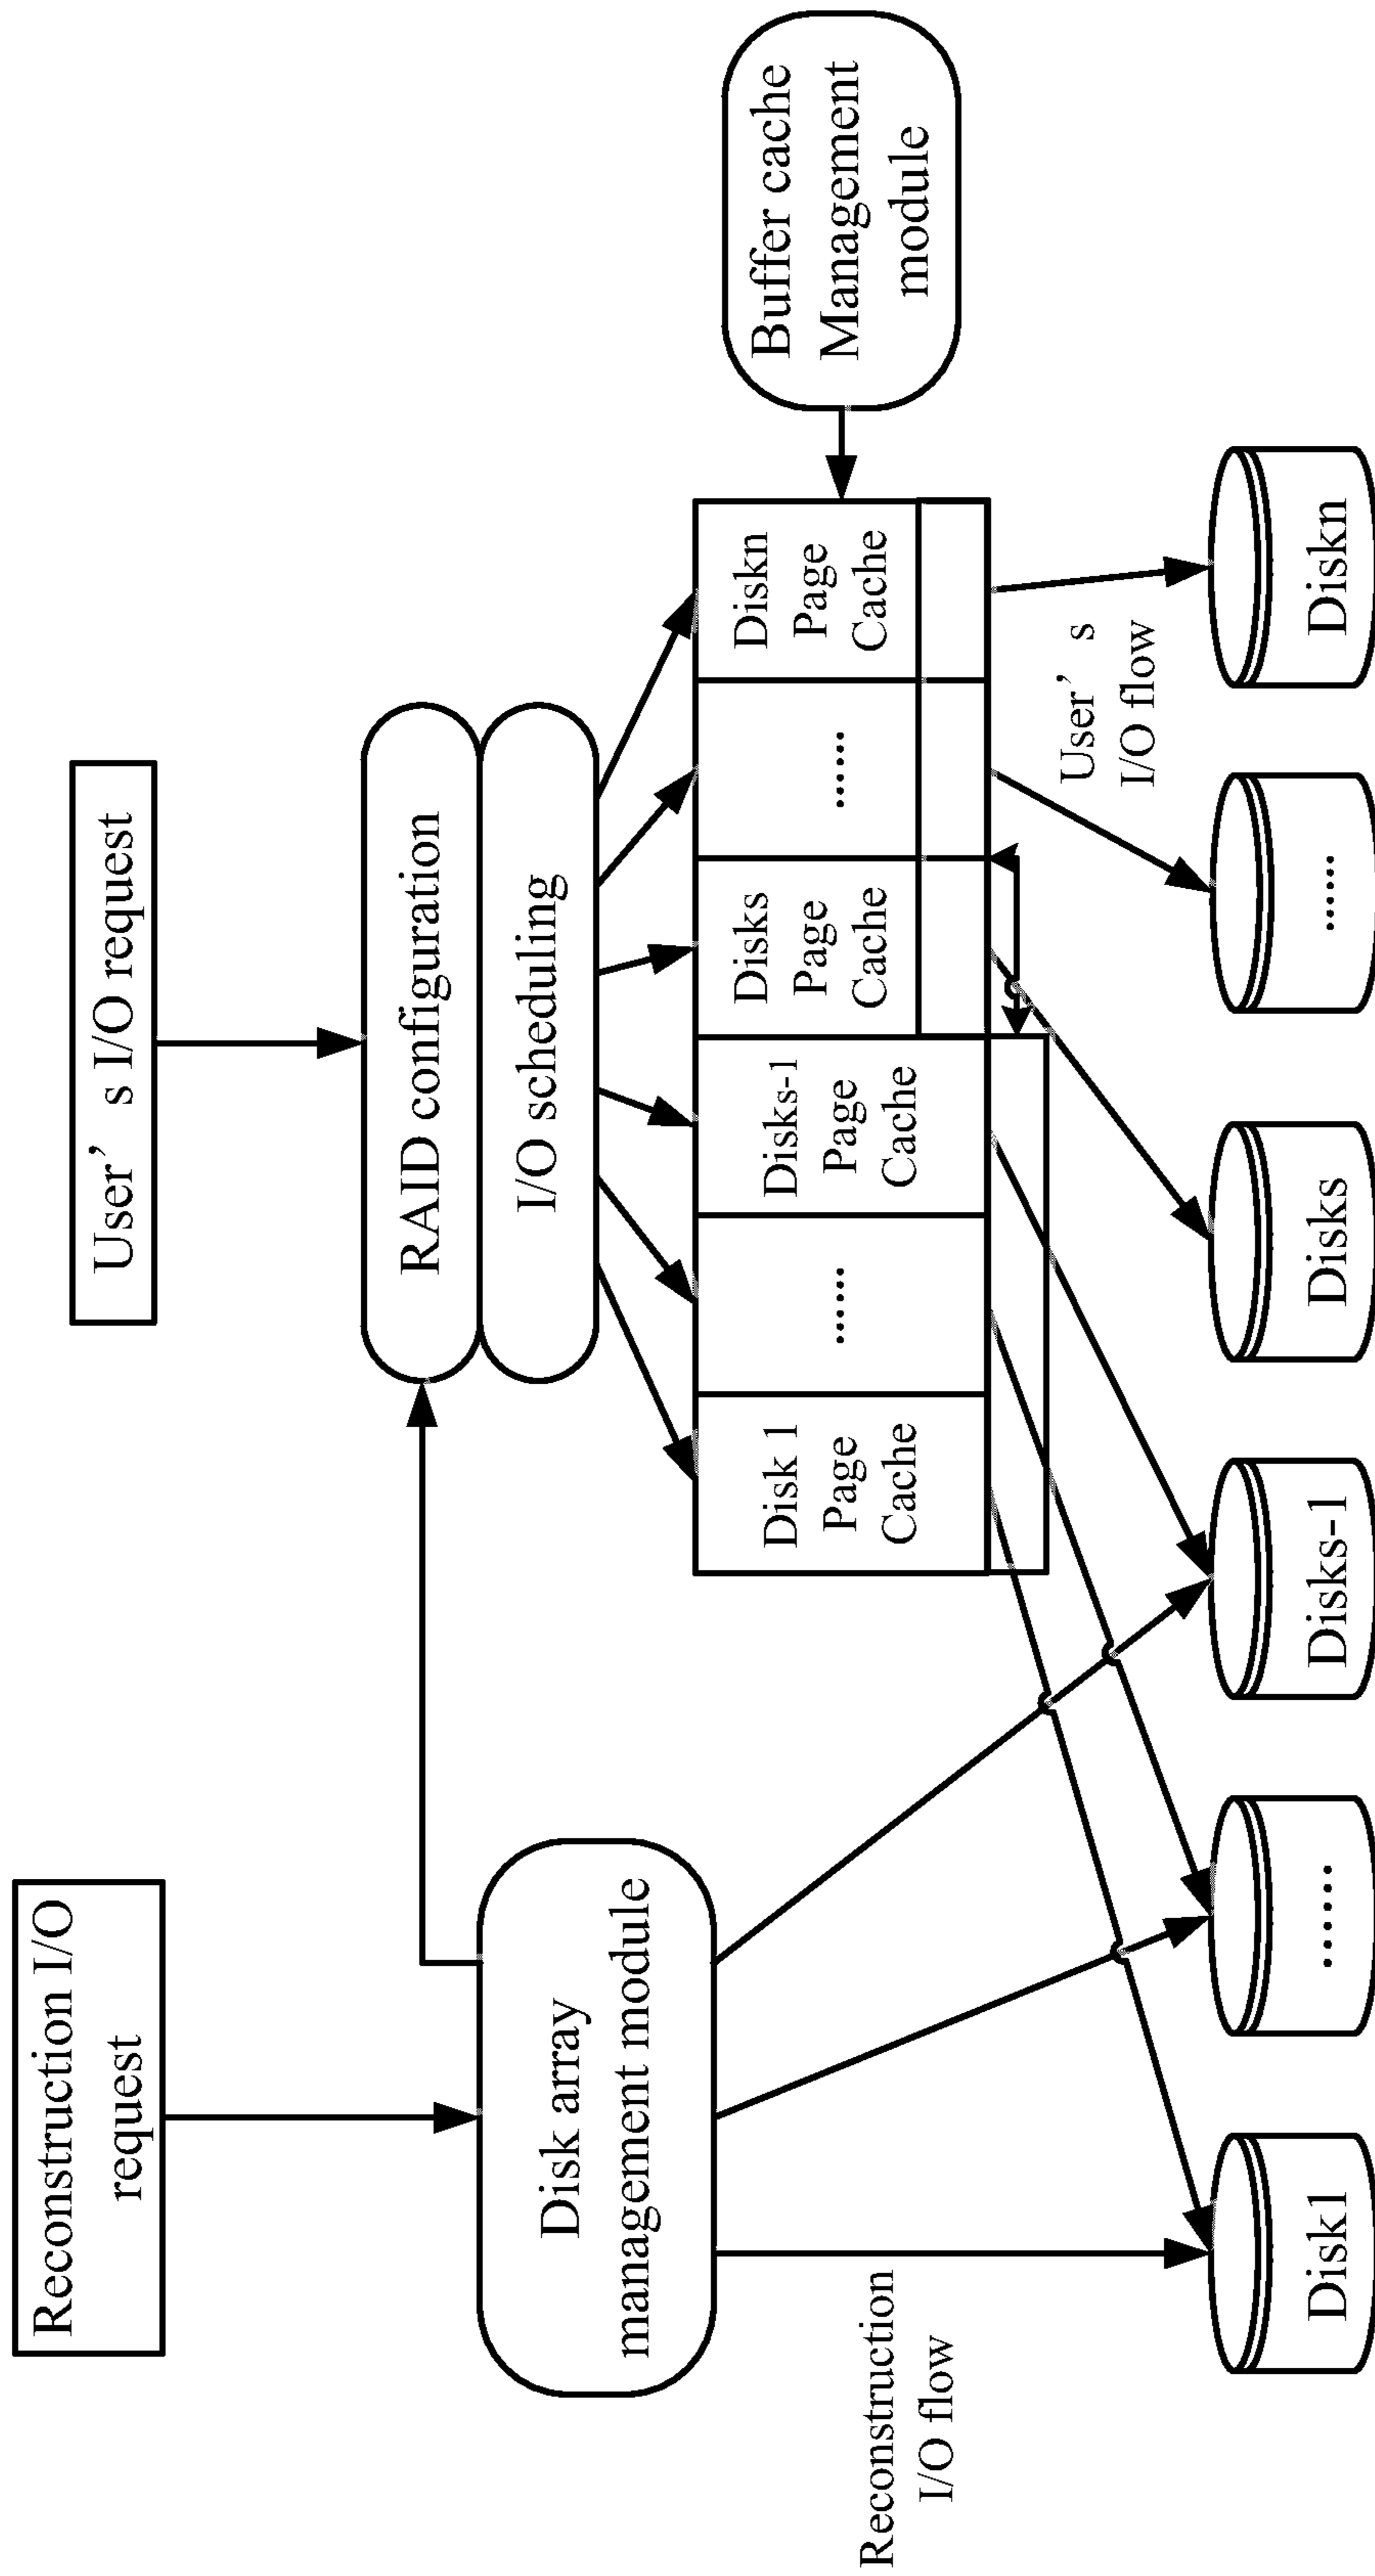 Reconstruction I/O
request
User’ s I/O request
RAID configuration
I/O scheduling
Disk array
management module
Disk 1
Page
Cache
......
Disks-1
Page
Cache
Disks
Page
Cache
......
Diskn
Page
Cache
Buffer cache
Management
module
Reconstruction
I/O flow
User’ s
I/O flow
Disk1
......
Disks-1
Disks
......
Diskn